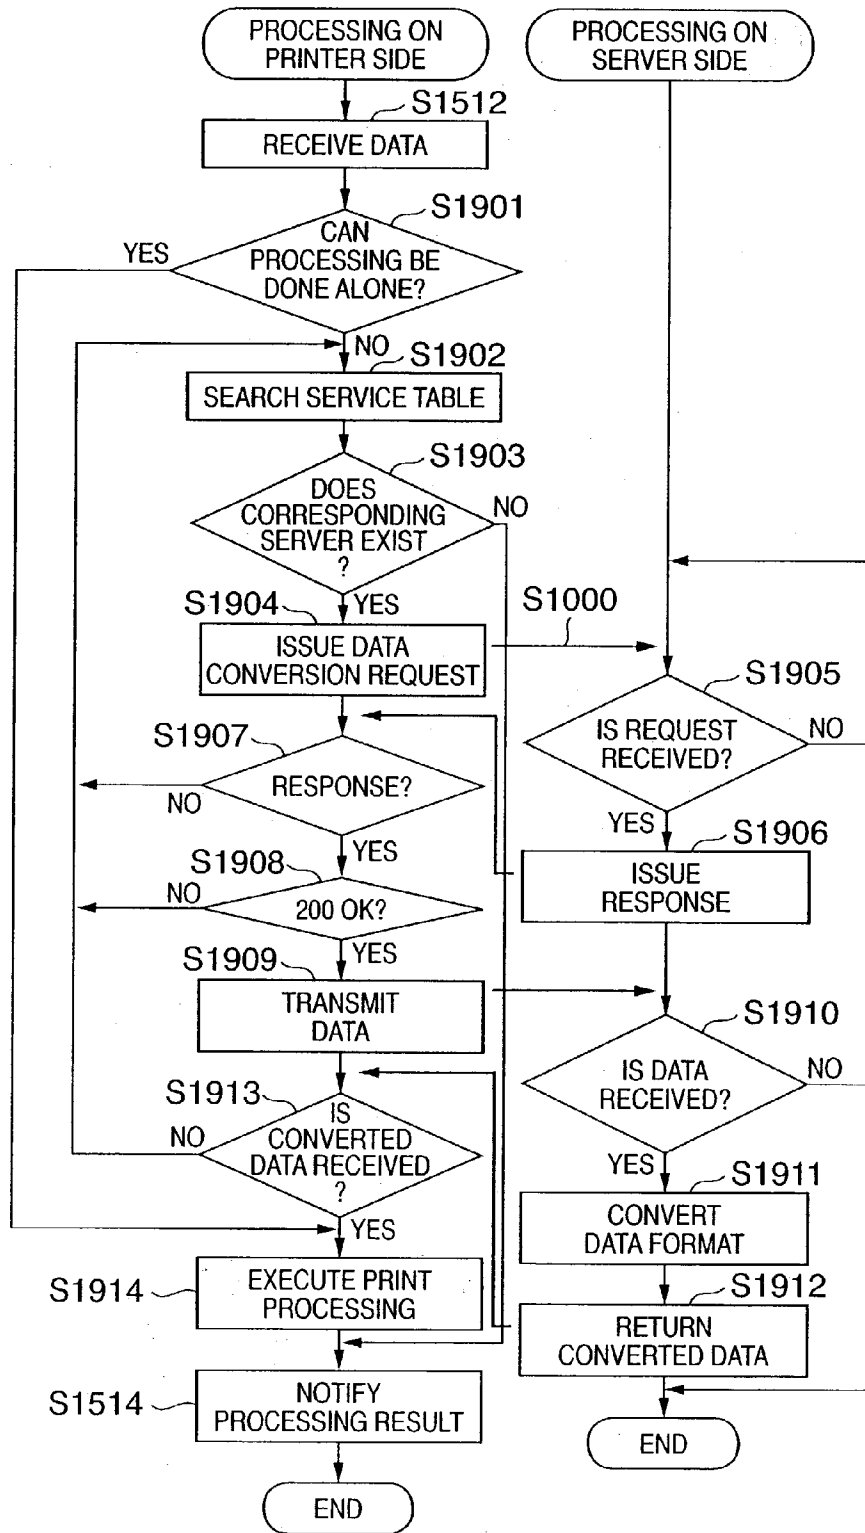 PROCESSING ON
PRINTER SIDE
PROCESSING ON
SERVER SIDE
S1512
RECEIVE DATA
S1901
CAN
PROCESSING BE
DONE ALONE?
YES
NO
S1902
SEARCH SERVICE TABLE
S1903
DOES
CORRESPONDING
SERVER EXIST
?
NO
YES
S1904
ISSUE DATA
CONVERSION REQUEST
S1000
S1905
IS REQUEST
RECEIVED?
NO
YES
S1907
RESPONSE?
NO
YES
S1906
ISSUE
RESPONSE
S1908
200 OK?
NO
YES
S1909
TRANSMIT
DATA
S1910
IS DATA
RECEIVED?
NO
YES
S1913
IS
CONVERTED
DATA RECEIVED
?
NO
YES
S1911
CONVERT
DATA FORMAT
S1914
EXECUTE PRINT
PROCESSING
S1912
RETURN
CONVERTED DATA
S1514
NOTIFY
PROCESSING RESULT
END
END